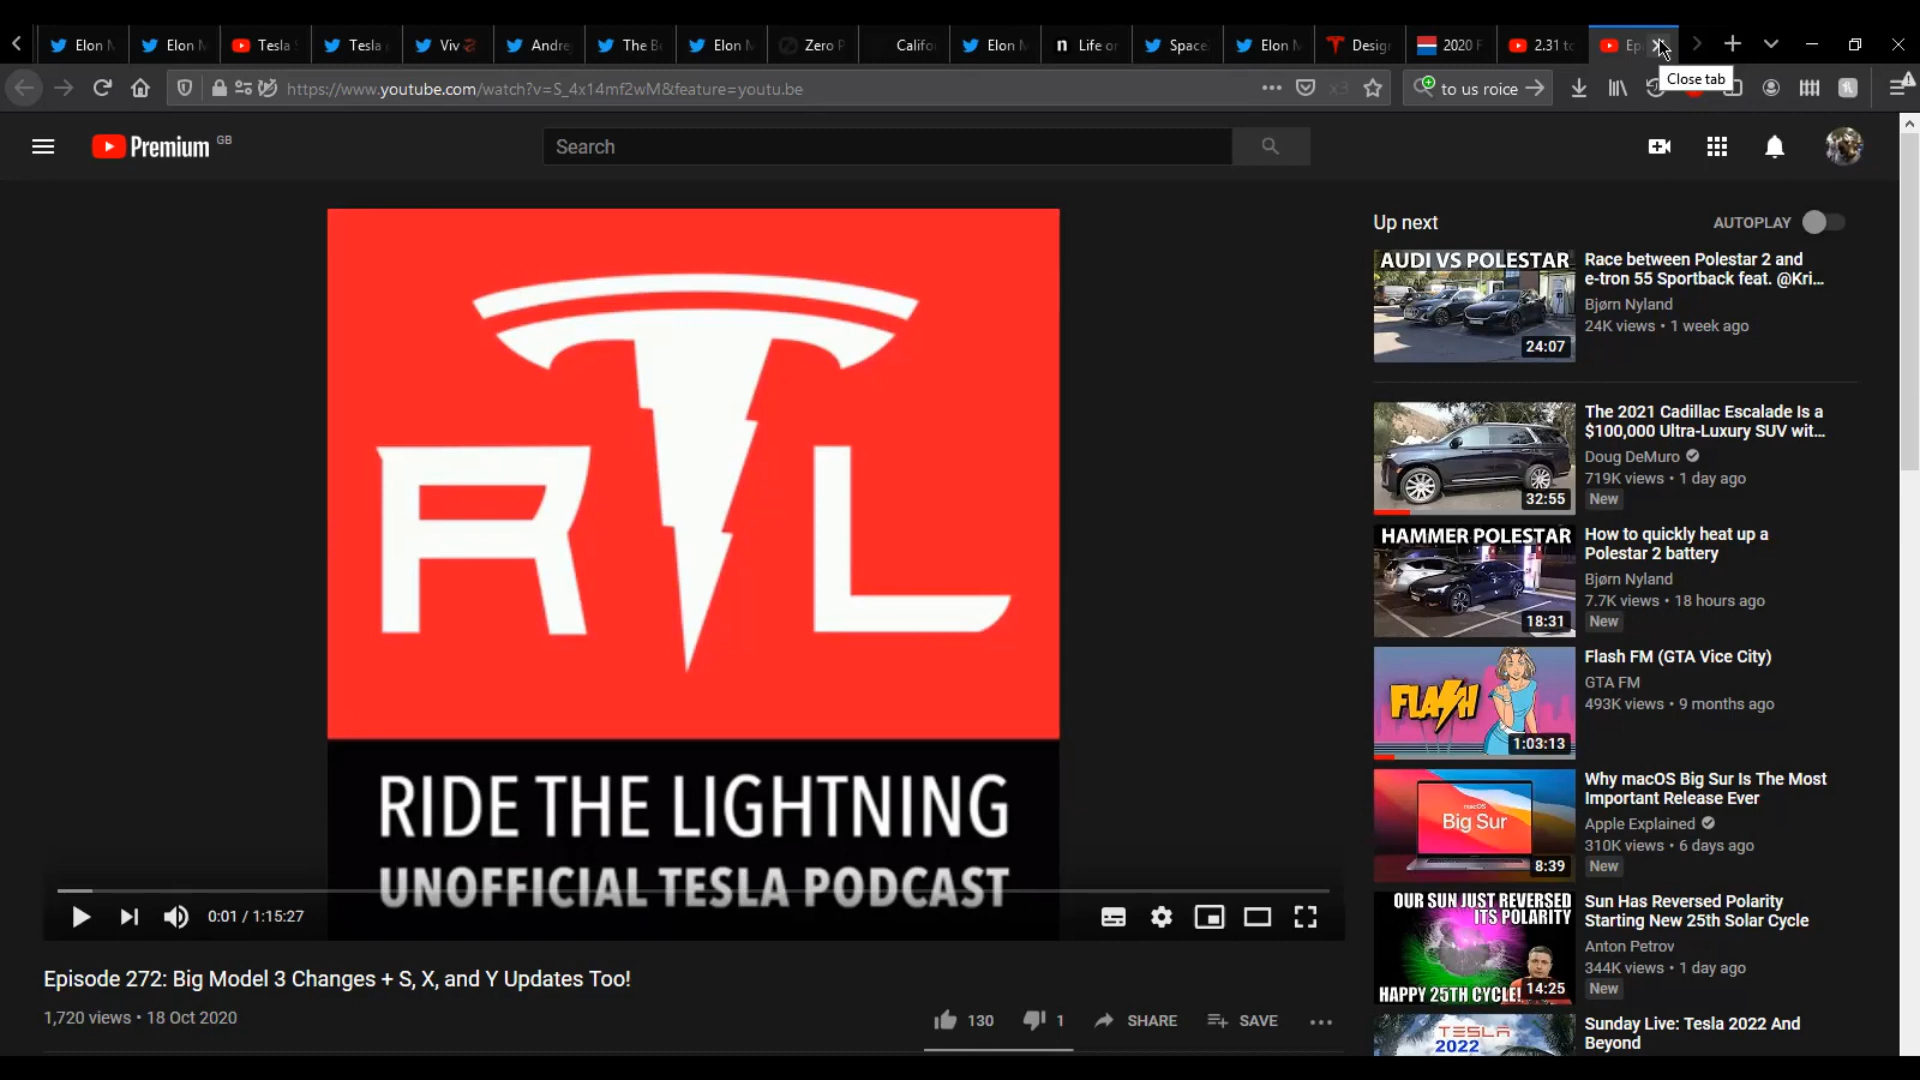 Elon M
Elon M
Tesla S
Tesla
Viv
Andre
The Bo
Elon M
Zero P
Califo
Elon M
Life or
Space
Elon M
Design
2020 F
2.31 to
Ep
Close tab
https://www.youtube.com/watch?v=S_4x14mf2wM&feature=youtu.be
x3
to us roice
Premium GB
Search
RTL
RIDE THE LIGHTNING
UNOFFICIAL TESLA PODCAST
0:01 / 1:15:27
Episode 272: Big Model 3 Changes + S, X, and Y Updates Too!
1,720 views • 18 Oct 2020
130
1
SHARE
SAVE
Up next
AUTOPLAY
AUDI VS POLESTAR
24:07
Race between Polestar 2 and
e-tron 55 Sportback feat. @Kri...
Bjørn Nyland
24K views • 1 week ago
32:55
The 2021 Cadillac Escalade Is a
$100,000 Ultra-Luxury SUV wit...
Doug DeMuro
719K views • 1 day ago
New
HAMMER POLESTAR
18:31
How to quickly heat up a
Polestar 2 battery
Bjørn Nyland
7.7K views • 18 hours ago
New
FLASH
1:03:13
Flash FM (GTA Vice City)
GTA FM
493K views • 9 months ago
macOS
Big Sur
8:39
Why macOS Big Sur Is The Most
Important Release Ever
Apple Explained
310K views • 6 days ago
New
OUR SUN JUST REVERSED
ITS POLARITY
HAPPY 25TH CYCLE!
14:25
Sun Has Reversed Polarity
Starting New 25th Solar Cycle
Anton Petrov
344K views • 1 day ago
New
TESLA
2022
Sunday Live: Tesla 2022 And
Beyond